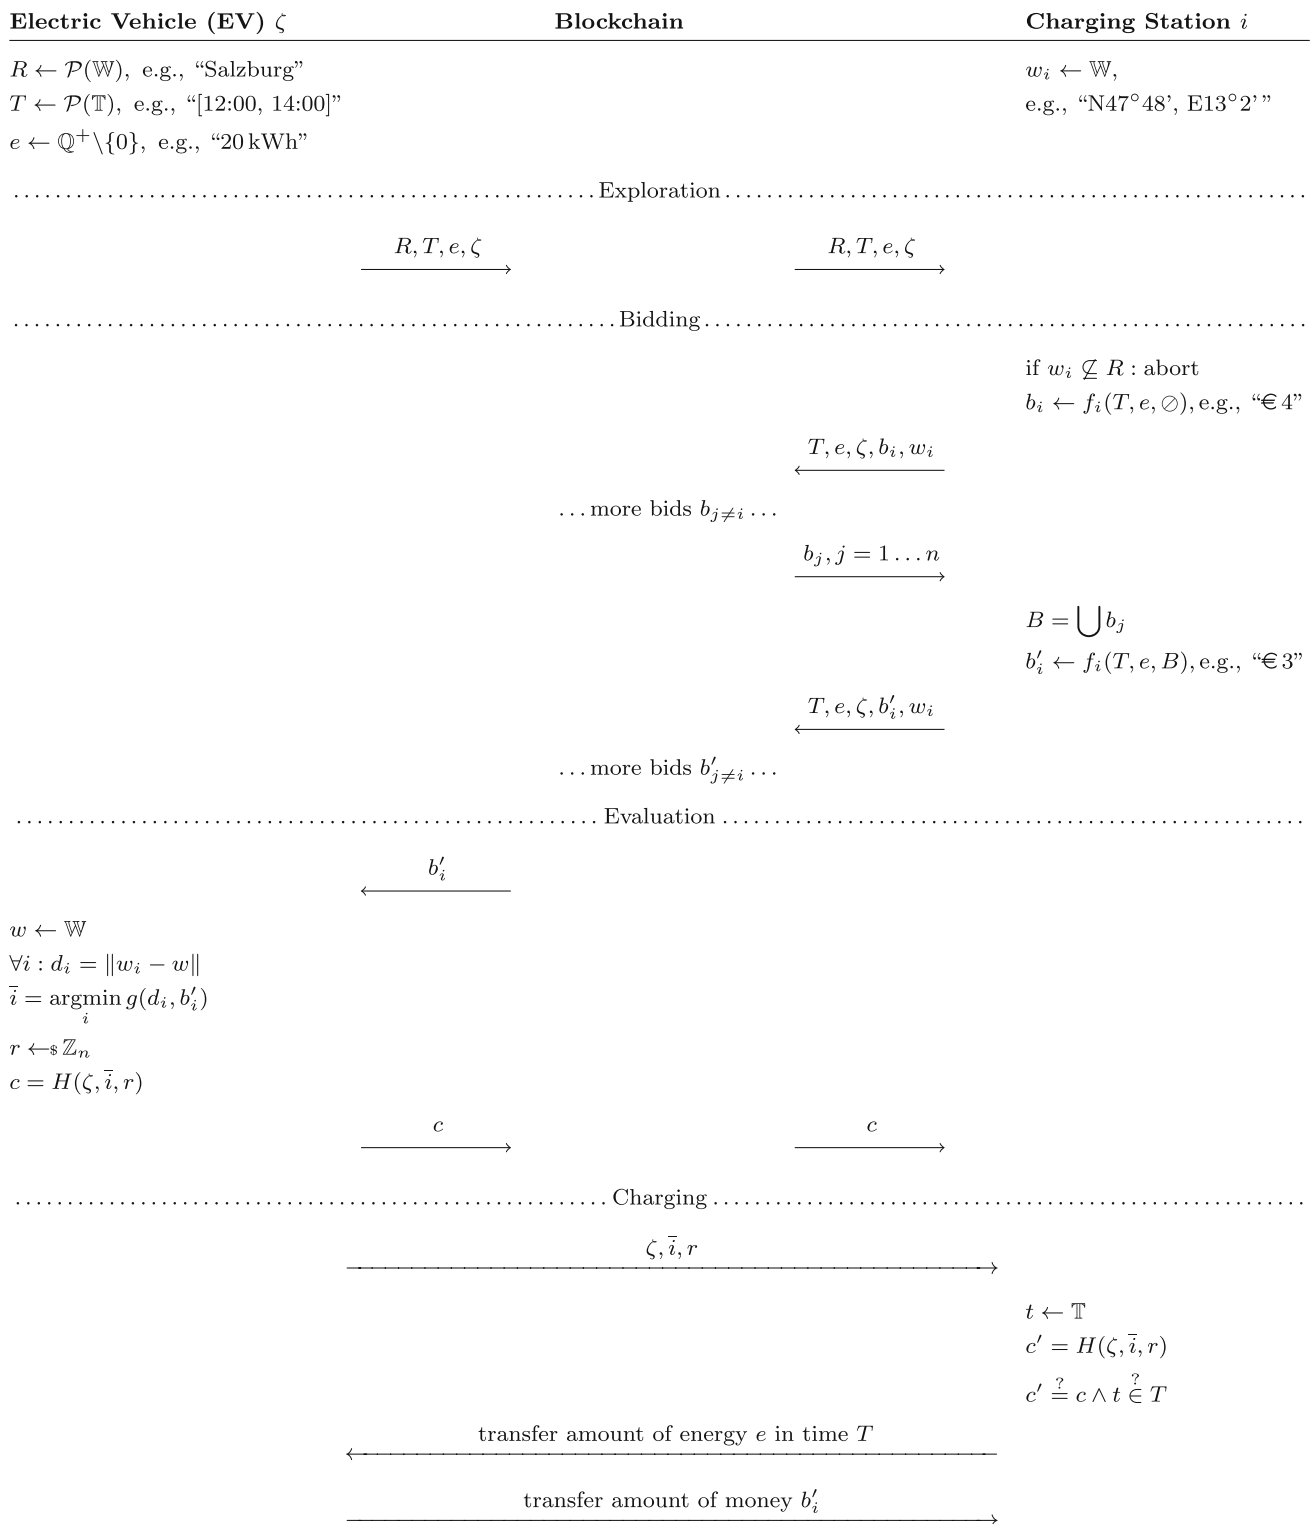 Electric Vehicle (EV) ζ Blockchain Charging Station i
R ← 𝒫(𝕎), e.g., “Salzburg” w_i ← 𝕎,
T ← 𝒫(𝕋), e.g., “[12:00, 14:00]” e.g., “N47°48’, E13°2’”
e ← ℚ⁺\{0}, e.g., “20 kWh”
Exploration
R, T, e, ζ R, T, e, ζ
Bidding
if w_i ⊈ R : abort
b_i ← f_i(T, e, ⊘), e.g., “€ 4”
T, e, ζ, b_i, w_i
...more bids b_{j≠i} ...
b_j, j = 1...n
B = ⋃ b_j
b′_i ← f_i(T, e, B), e.g., “€ 3”
T, e, ζ, b′_i, w_i
...more bids b′_{j≠i} ...
Evaluation
b′_i
w ← 𝕎
∀i : d_i = ‖w_i − w‖
i̅ = argmin g(d_i, b′_i)
i
r ←$ ℤ_n
c = H(ζ, i̅, r)
c c
Charging
ζ, i̅, r
t ← 𝕋
c′ = H(ζ, i̅, r)
c′ ≟ c ∧ t ∈? T
transfer amount of energy e in time T
transfer amount of money b′_i